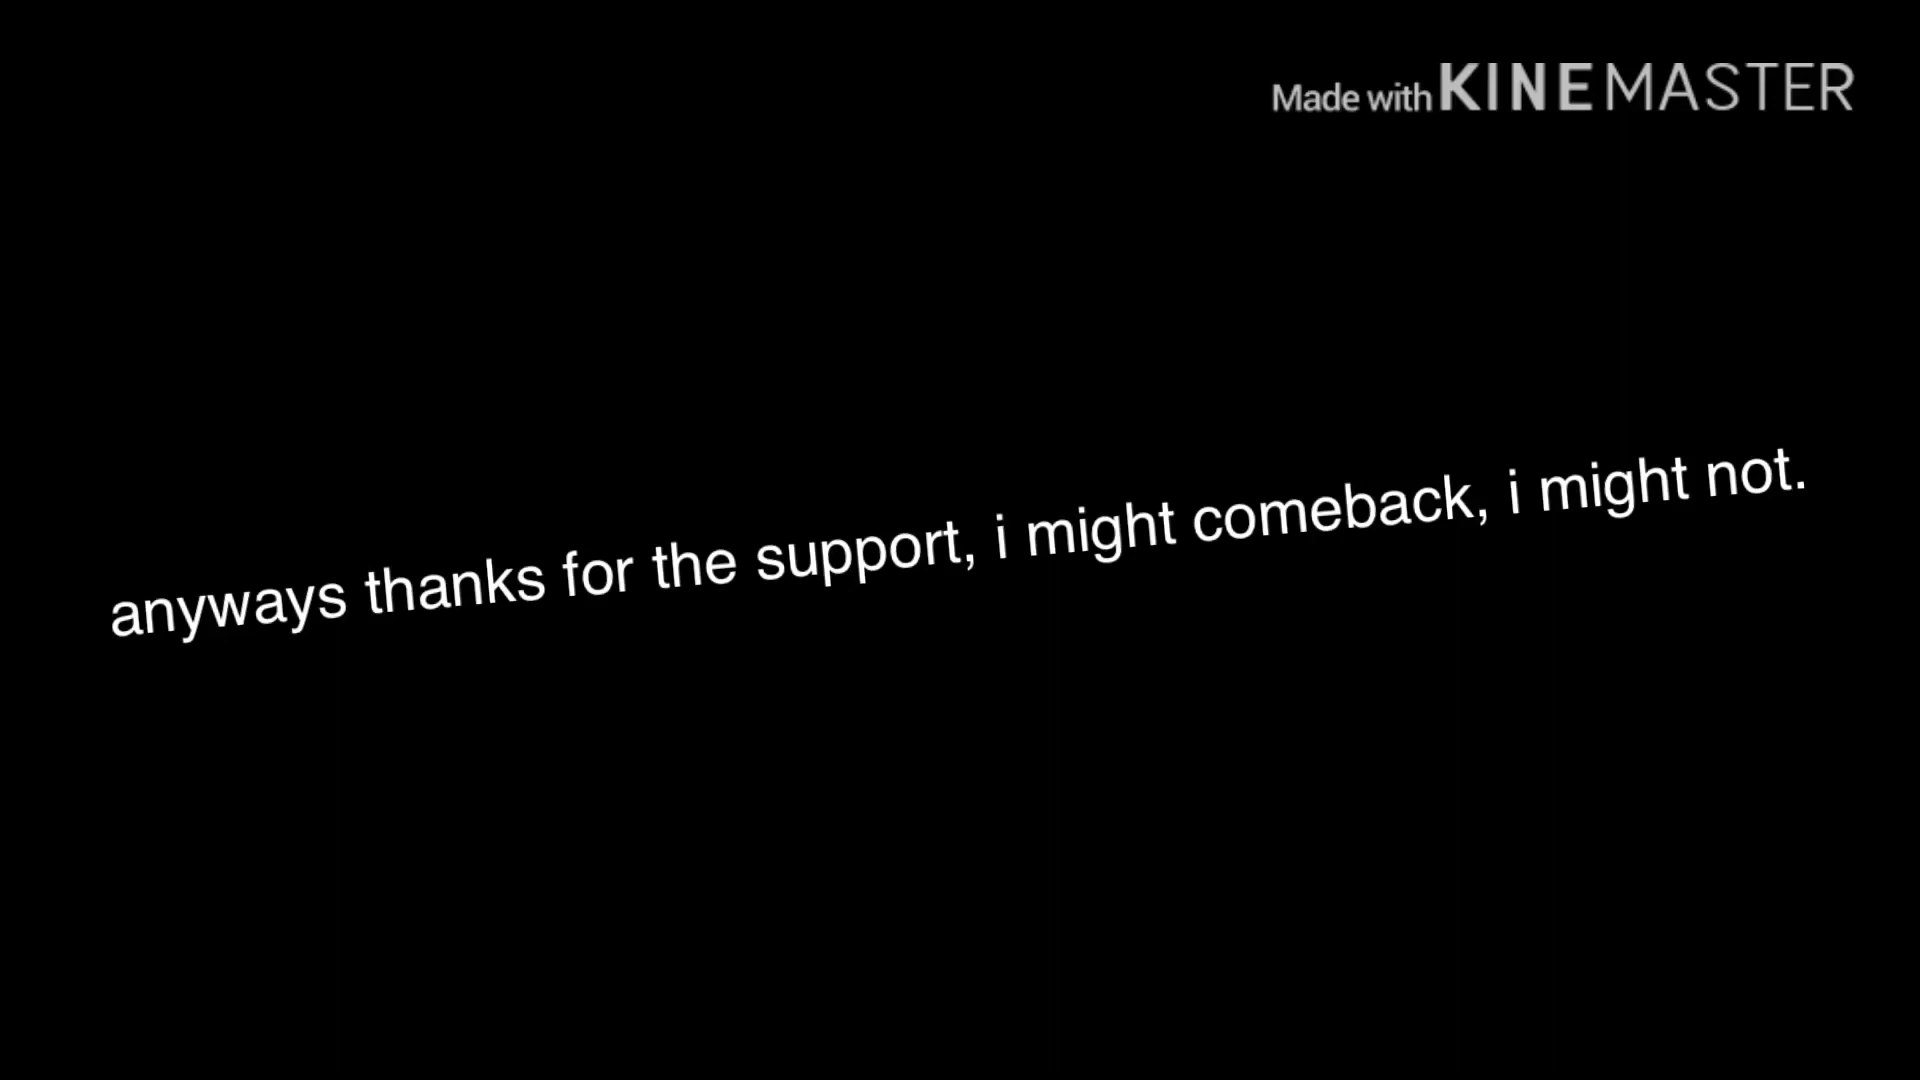 Made with KINEMASTER
anyways thanks for the support, i might comeback, i might not.